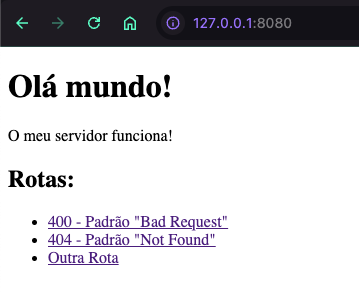 127.0.0.1:8080
Olá mundo!
O meu servidor funciona!
Rotas:
400 - Padrão "Bad Request"
404 - Padrão "Not Found"
Outra Rota